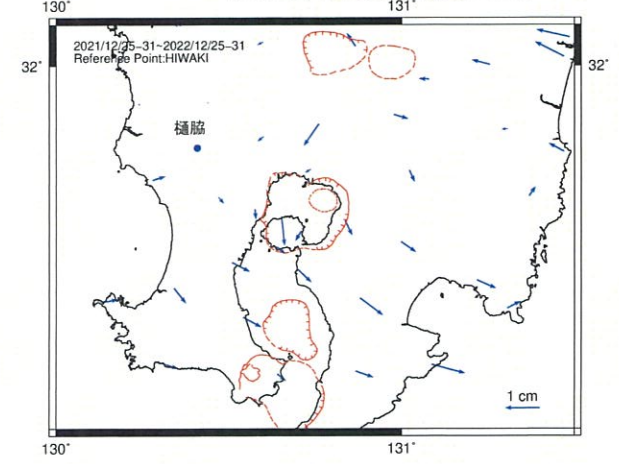 130° 131°
2021/12/25-31~2022/12/25-31
Reference Point:HIWAKI
32° 32°
樋脇
1 cm
130° 131°